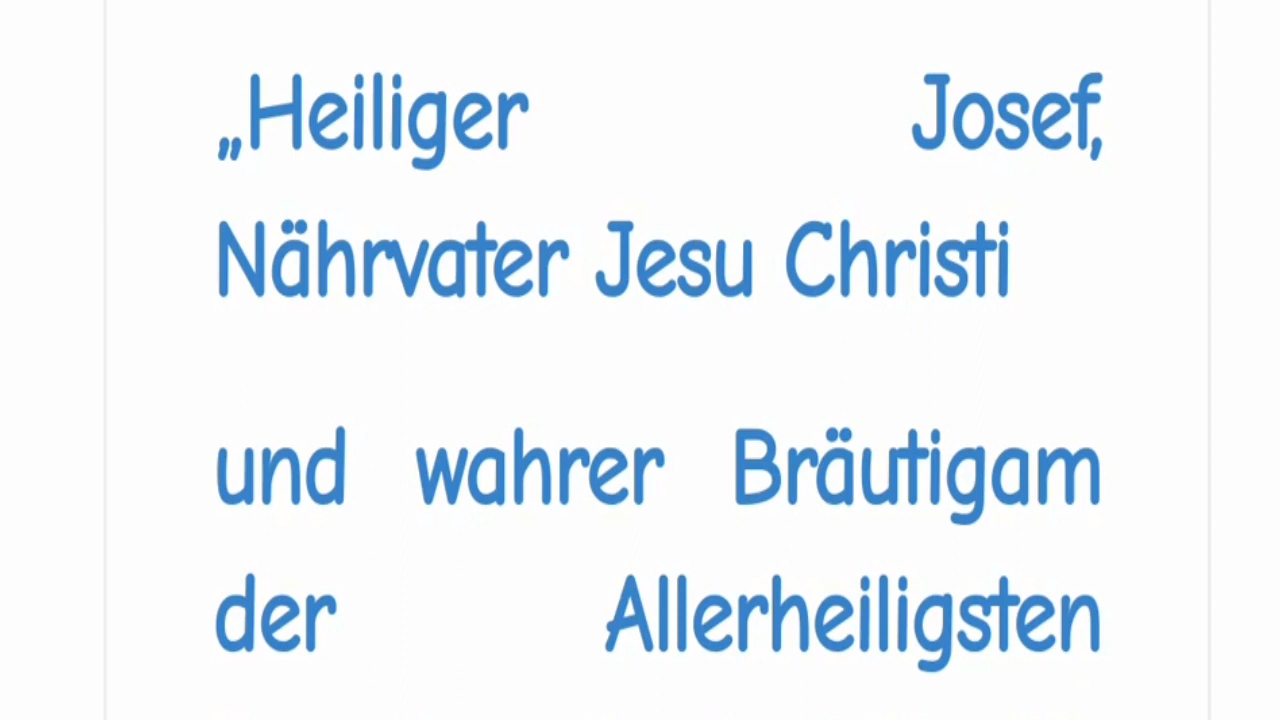 „Heiliger Josef,
Nährvater Jesu Christi
und wahrer Bräutigam
der Allerheiligsten